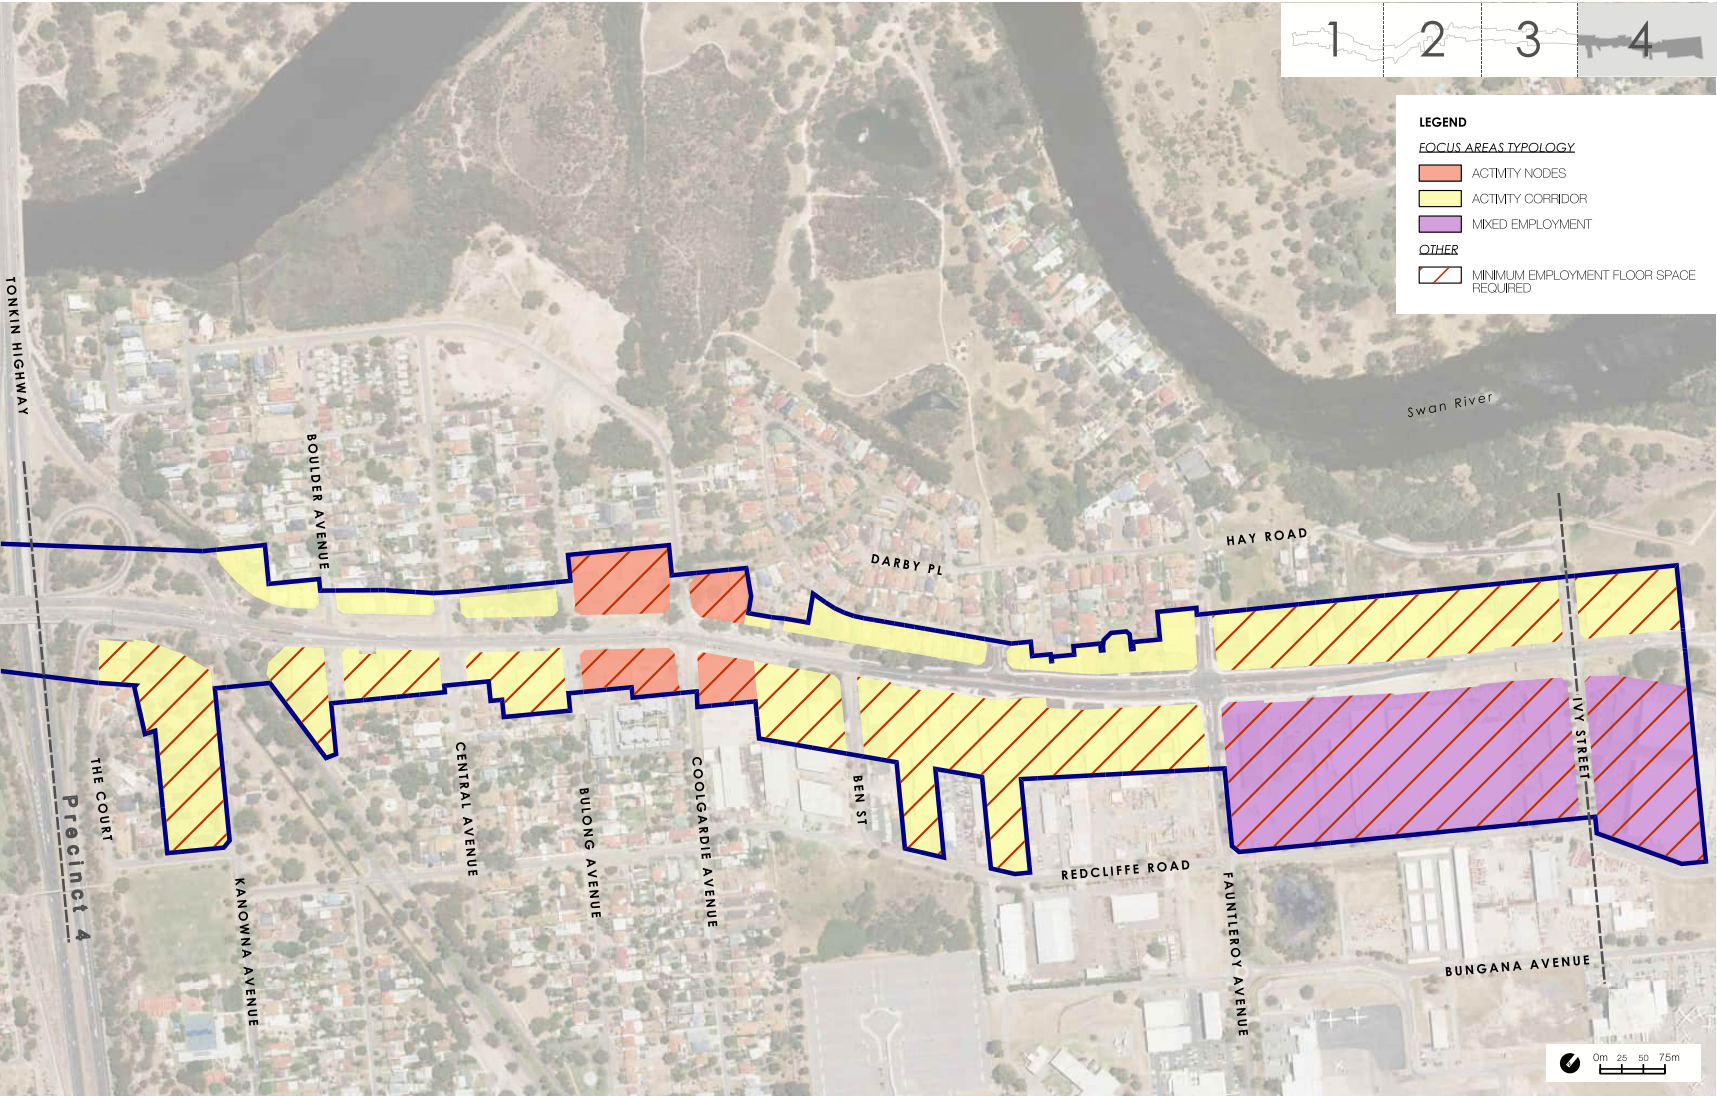 1 2 3 4
LEGEND
FOCUS AREAS TYPOLOGY
ACTIVITY NODES
ACTIVITY CORRIDOR
MIXED EMPLOYMENT
OTHER
MINIMUM EMPLOYMENT FLOOR SPACE
REQUIRED
TONKIN HIGHWAY
Swan River
BOULDER AVENUE
HAY ROAD
DARBY PL
IVY STREET
THE COURT
Precinct 4
CENTRAL AVENUE
BULONG AVENUE
COOLGARDIE AVENUE
BEN ST
REDCLIFFE ROAD
KANOWNA AVENUE
FAUNTLEROY AVENUE
BUNGANA AVENUE
0m 25 50 75m